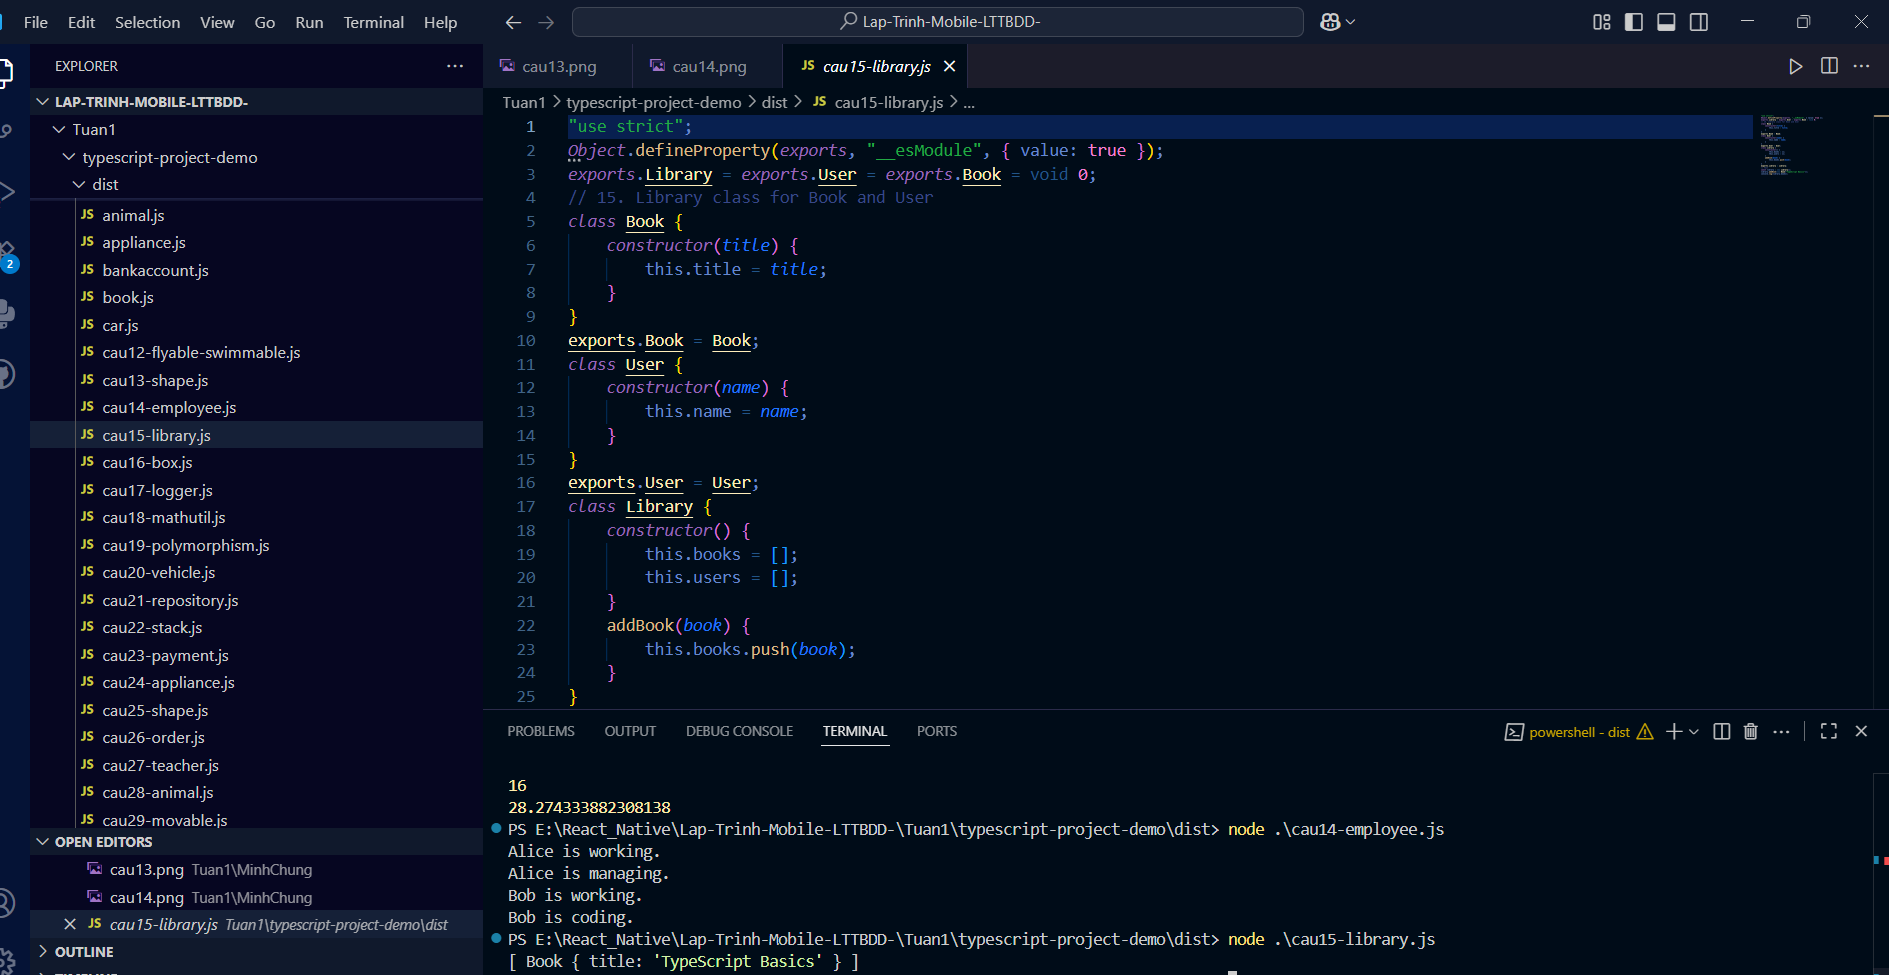 File Edit Selection View Go Run Terminal Help
Lap-Trinh-Mobile-LTTBDD-
EXPLORER
LAP-TRINH-MOBILE-LTTBDD-
Tuan1
typescript-project-demo
dist
JS animal.js
JS appliance.js
JS bankaccount.js
JS book.js
JS car.js
JS cau12-flyable-swimmable.js
JS cau13-shape.js
JS cau14-employee.js
JS cau15-library.js
JS cau16-box.js
JS cau17-logger.js
JS cau18-mathutil.js
JS cau19-polymorphism.js
JS cau20-vehicle.js
JS cau21-repository.js
JS cau22-stack.js
JS cau23-payment.js
JS cau24-appliance.js
JS cau25-shape.js
JS cau26-order.js
JS cau27-teacher.js
JS cau28-animal.js
JS cau29-movable.js
2
OPEN EDITORS
cau13.png Tuan1\MinhChung
cau14.png Tuan1\MinhChung
JS cau15-library.js Tuan1\typescript-project-demo\dist
OUTLINE
cau13.png cau14.png JS cau15-library.js
Tuan1 > typescript-project-demo > dist > JS cau15-library.js > ...
1 "use strict";
2 Object.defineProperty(exports, "__esModule", { value: true });
3 exports.Library = exports.User = exports.Book = void 0;
4 // 15. Library class for Book and User
5 class Book {
6 constructor(title) {
7 this.title = title;
8 }
9 }
10 exports.Book = Book;
11 class User {
12 constructor(name) {
13 this.name = name;
14 }
15 }
16 exports.User = User;
17 class Library {
18 constructor() {
19 this.books = [];
20 this.users = [];
21 }
22 addBook(book) {
23 this.books.push(book);
24 }
25 }
PROBLEMS OUTPUT DEBUG CONSOLE TERMINAL PORTS
powershell - dist
16
28.274333882308138
PS E:\React_Native\Lap-Trinh-Mobile-LTTBDD-\Tuan1\typescript-project-demo\dist> node .\cau14-employee.js
Alice is working.
Alice is managing.
Bob is working.
Bob is coding.
PS E:\React_Native\Lap-Trinh-Mobile-LTTBDD-\Tuan1\typescript-project-demo\dist> node .\cau15-library.js
[ Book { title: 'TypeScript Basics' } ]